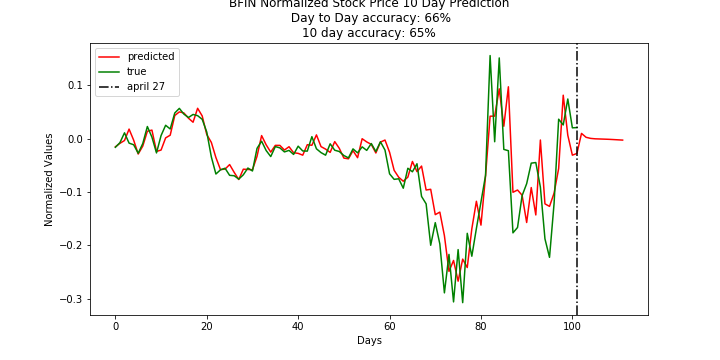 BFIN Normalized Stock Price 10 Day Prediction
Day to Day accuracy: 66%
10 day accuracy: 65%
predicted
true
april 27
0.1
0.0
−0.1
−0.2
−0.3
Normalized Values
0 20 40 60 80 100
Days